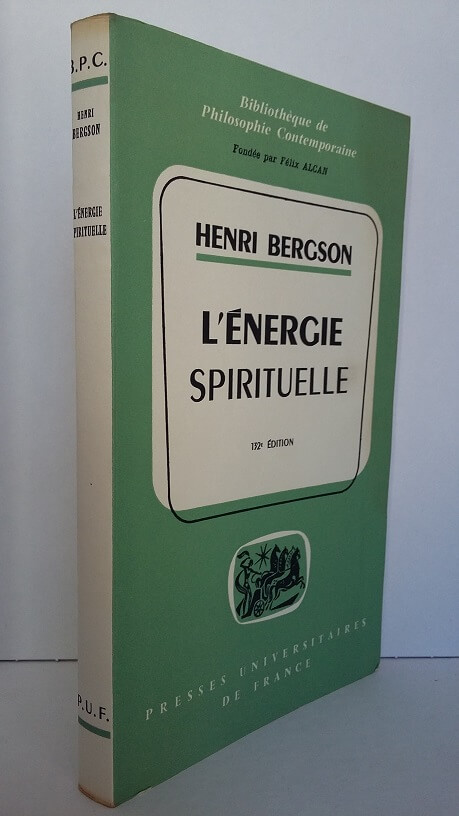 B.P.C.
HENRI
BERGSON
L'ÉNERGIE
SPIRITUELLE
P.U.F.
Bibliothèque de
Philosophie Contemporaine
Fondée par Félix ALCAN
HENRI BERGSON
L'ÉNERGIE
SPIRITUELLE
132e ÉDITION
PRESSES UNIVERSITAIRES
DE FRANCE